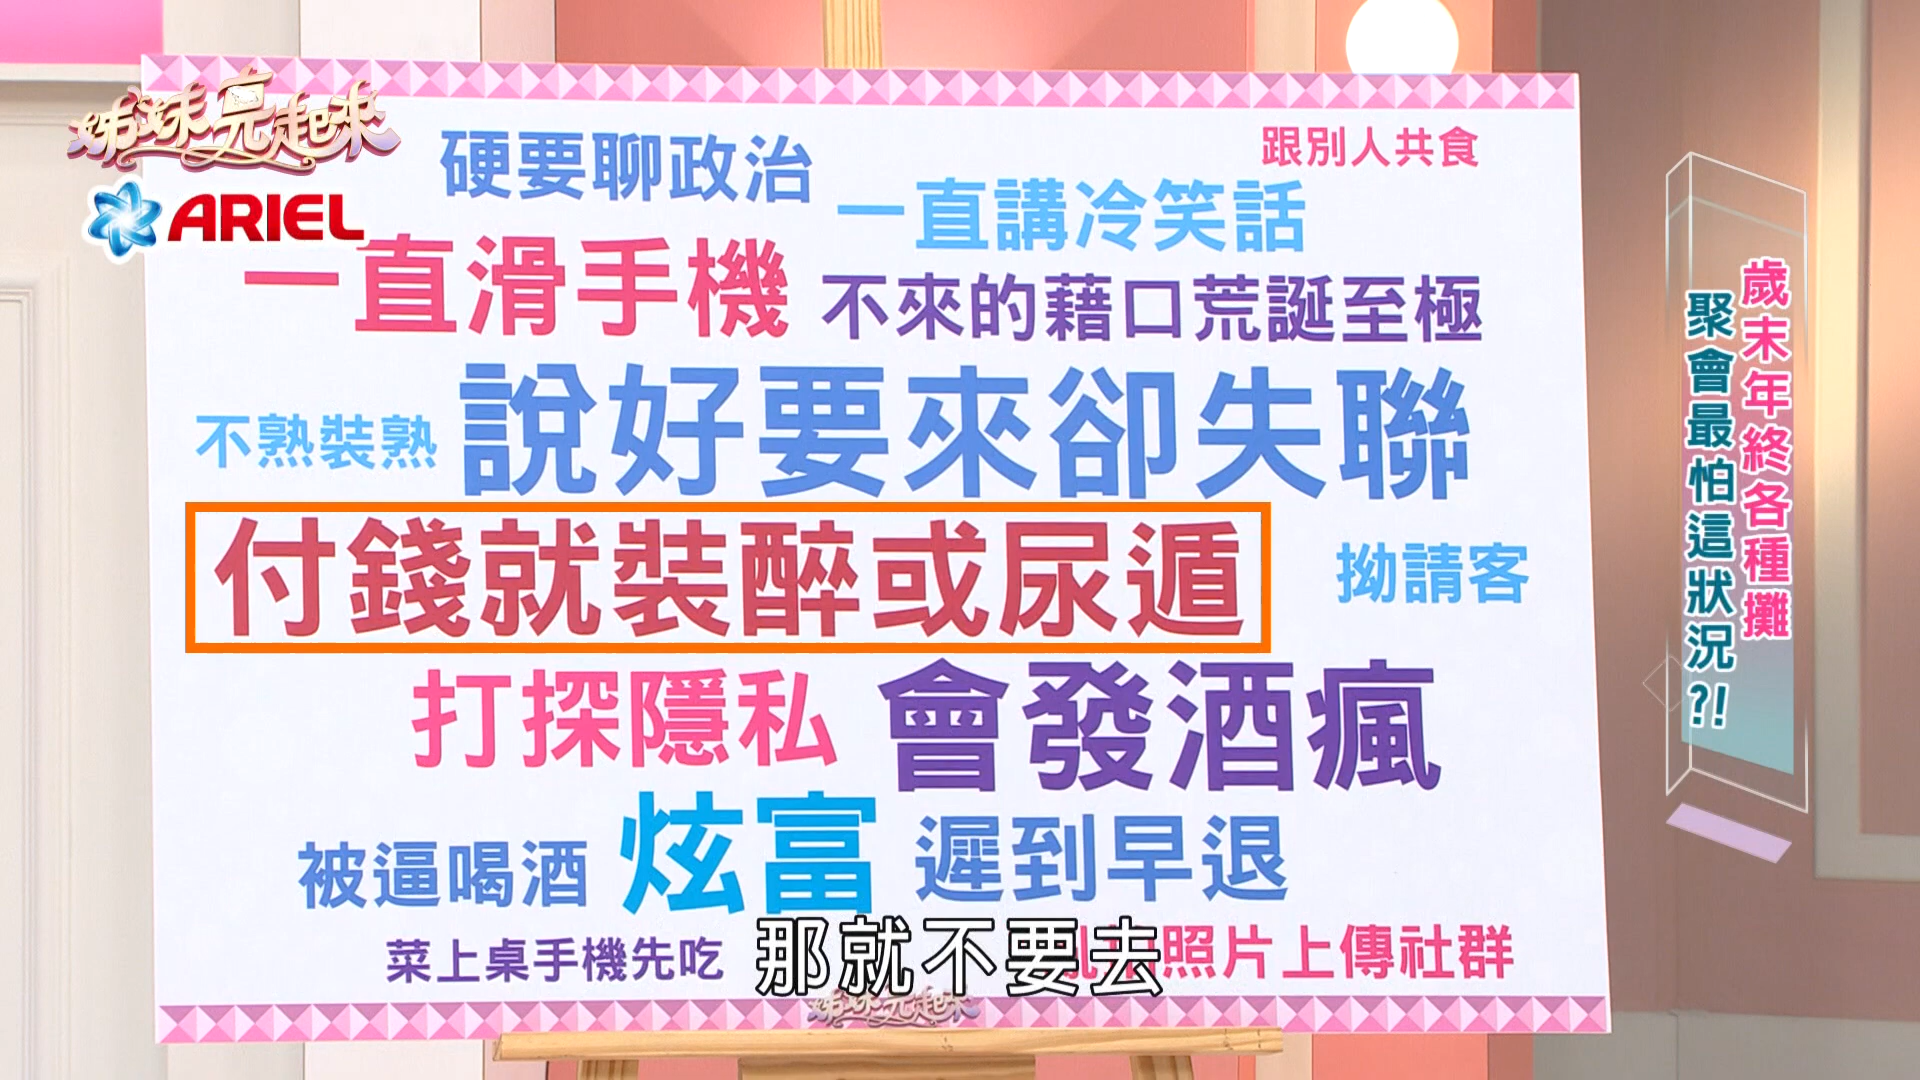 姊妹亮起來
ARIEL
硬要聊政治
跟別人共食
一直講冷笑話
一直滑手機
不來的藉口荒誕至極
不熟裝熟
說好要來卻失聯
付錢就裝醉或尿遁
拗請客
打探隱私
會發酒瘋
被逼喝酒
炫富
遲到早退
菜上桌手機先吃
照片上傳社群
那就不要去
姊妹亮起來
歲末年終各種攤
聚會最怕這狀況?!